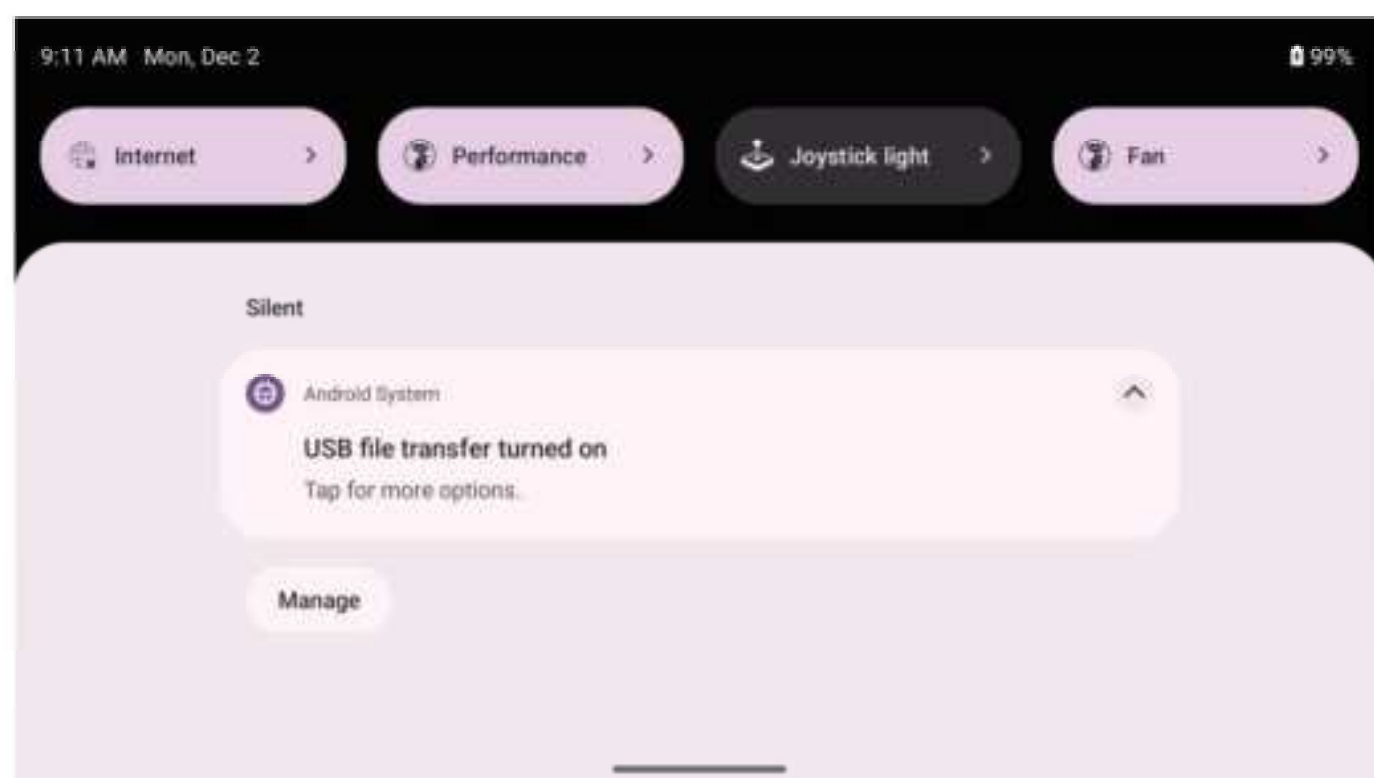 9:11 AM Mon, Dec 2
99%
Internet
Performance
Joystick light
Fan
Silent
Android System
USB file transfer turned on
Tap for more options.
Manage